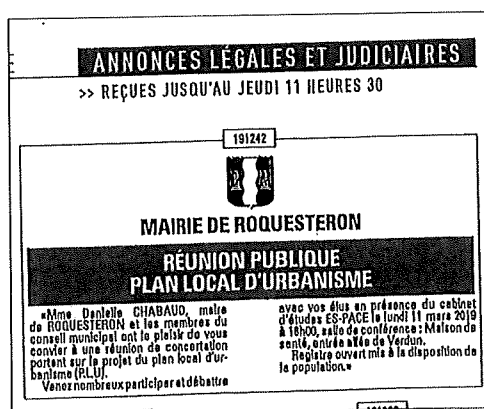 ANNONCES LÉGALES ET JUDICIAIRES
>> REÇUES JUSQU'AU JEUDI 11 HEURES 30
191242
MAIRIE DE ROQUESTERON
RÉUNION PUBLIQUE
PLAN LOCAL D'URBANISME
«Mme Danielle CHABAUD, maire
de ROQUESTERON et les membres du
conseil municipal ont le plaisir de vous
convier à une réunion de concertation
portant sur le projet du plan local d'ur-
banisme (P.L.U).
Venez nombreux participer et débattre
avec vos élus en présence du cabinet
d'études ES-PACE le lundi 11 mars 2019
à 18h00, salle de conférence : Maison de
santé, entrée allée de Verdun.
Registre ouvert mis à la disposition de
la population.»